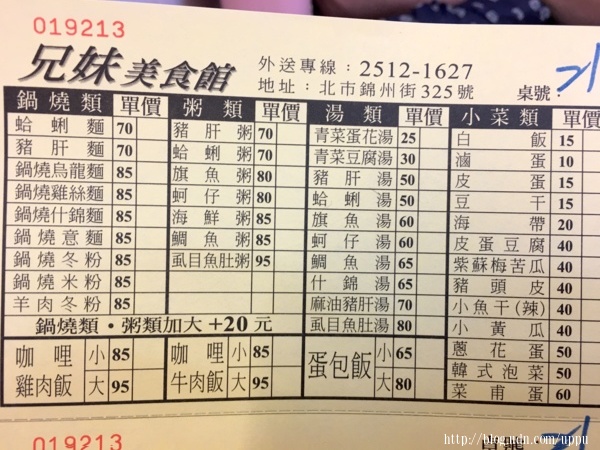 019213
兄妹美食館
外送專線：2512-1627
地址：北市錦州街325號
桌號：21
鍋燒類 單價 粥類 單價 湯類 單價 小菜類 單價
蛤蜊麵 70 豬肝粥 70 青菜蛋花湯 25 白飯 15
豬肝麵 70 蛤蜊粥 70 青菜豆腐湯 30 滷蛋 10
鍋燒烏龍麵 85 旗魚粥 80 豬肝湯 50 皮蛋 15
鍋燒雞絲麵 85 蚵仔粥 80 蛤蜊湯 50 豆干 15
鍋燒什錦麵 85 海鮮粥 85 旗魚湯 60 海帶 20
鍋燒意麵 85 鯛魚粥 85 蚵仔湯 60 皮蛋豆腐 40
鍋燒冬粉 85 虱目魚肚粥 95 鯛魚湯 65 紫蘇梅苦瓜 40
鍋燒米粉 85 什錦湯 65 豬頭皮 40
羊肉冬粉 85 麻油豬肝湯 70 小魚干(辣) 40
鍋燒類・粥類加大+20元 虱目魚肚湯 80 小黃瓜 40
咖哩雞肉飯 小 85 大 95 咖哩牛肉飯 小 85 大 95 蛋包飯 小 65 大 80
蔥花蛋 50
韓式泡菜 50
菜甫蛋 60
019213
http://blog.udn.com/uppu